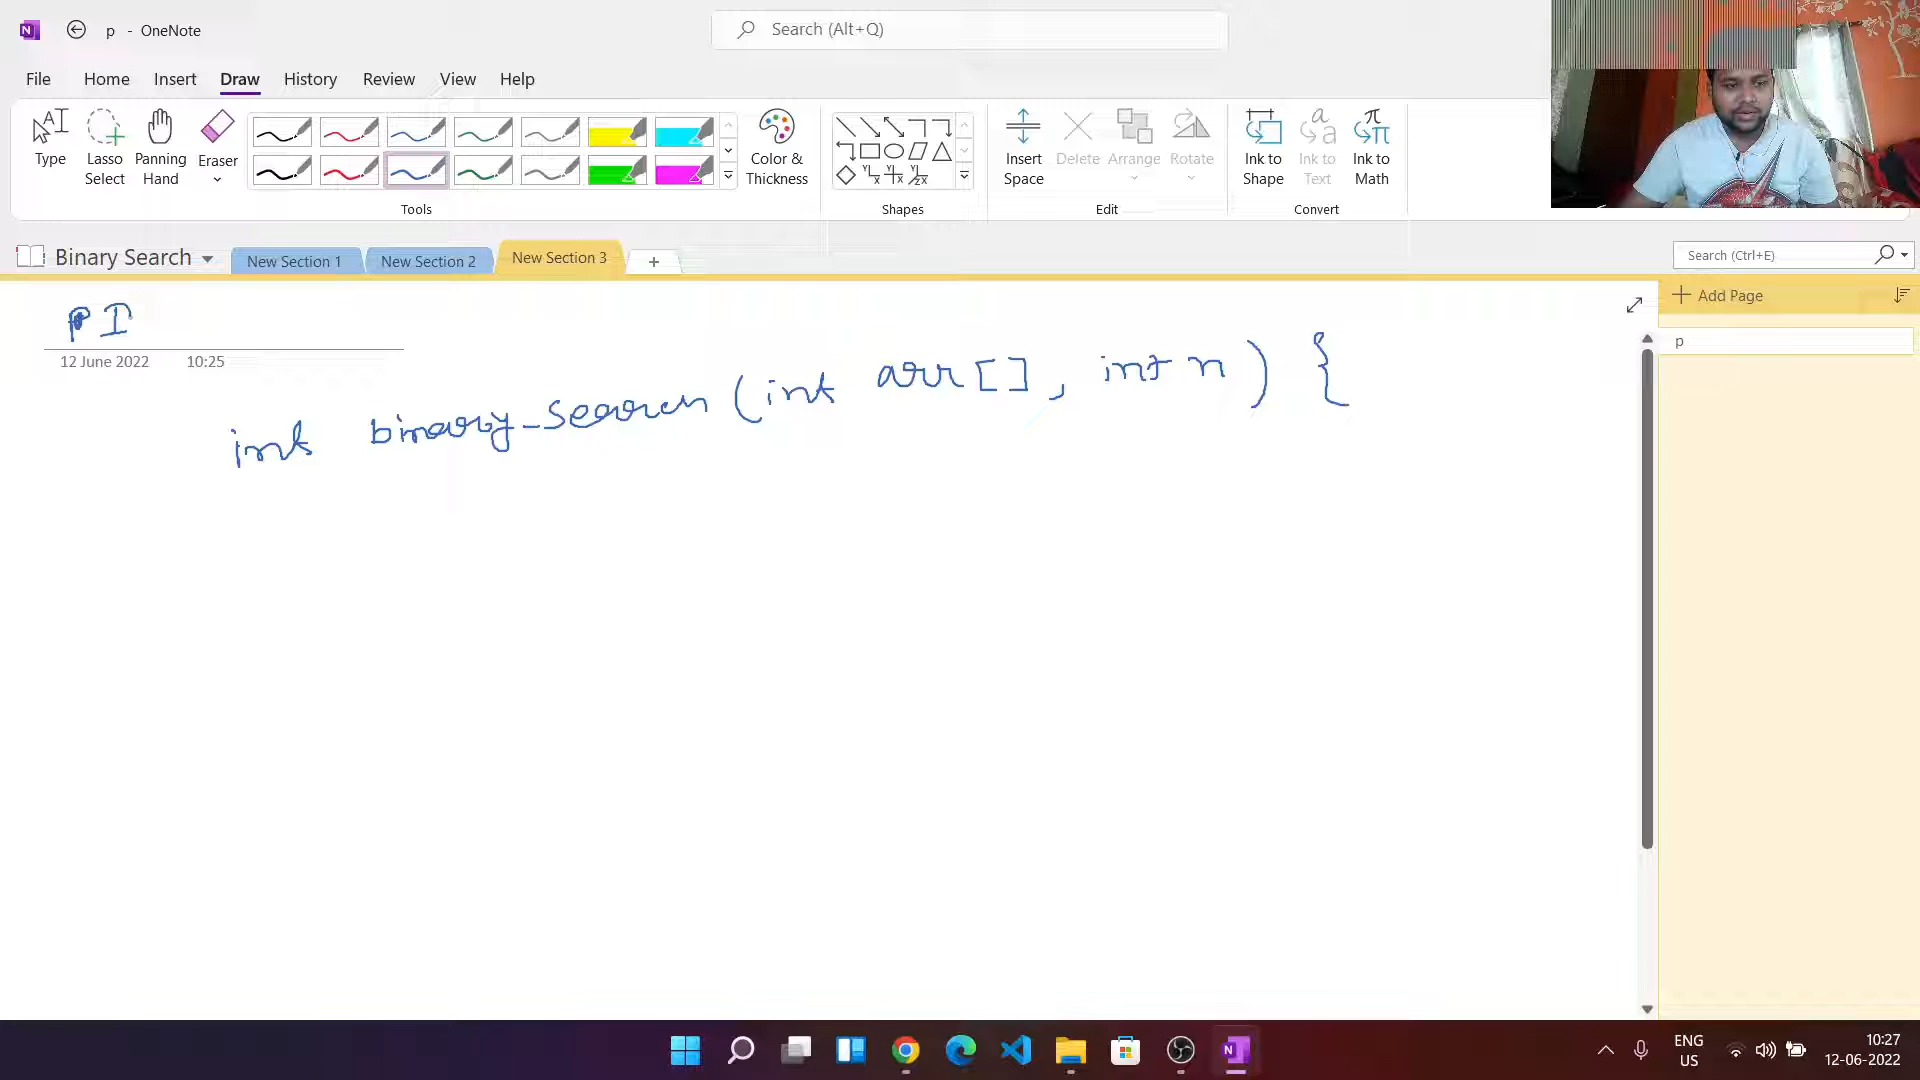 p - OneNote
Search (Alt+Q)
File Home Insert Draw History Review View Help
Type Lasso Select Panning Hand Eraser Color & Thickness Insert Space Delete Arrange Rotate Ink to Shape Ink to Text Ink to Math
Tools Shapes Edit Convert
Binary Search New Section 1 New Section 2 New Section 3 + Search (Ctrl+E)
Add Page
P I
p
12 June 2022 10:25
int binary_search (int arr [], int n) {
ENG US 10:27 12-06-2022